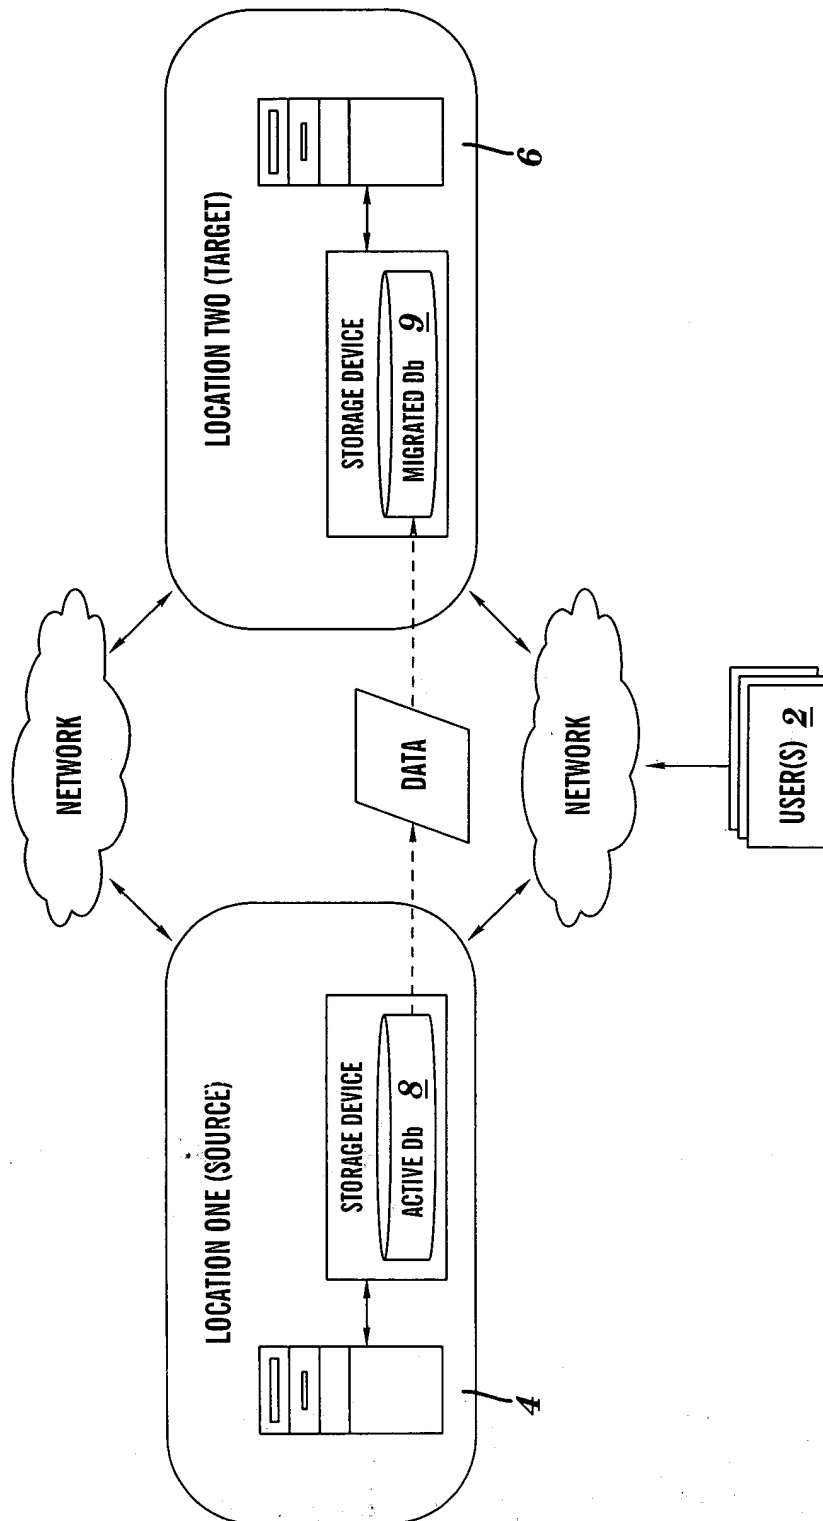 NETWORK
LOCATION ONE (SOURCE)
STORAGE DEVICE
ACTIVE Db 8
4
DATA
LOCATION TWO (TARGET)
STORAGE DEVICE
MIGRATED Db 9
6
NETWORK
USER(S) 2